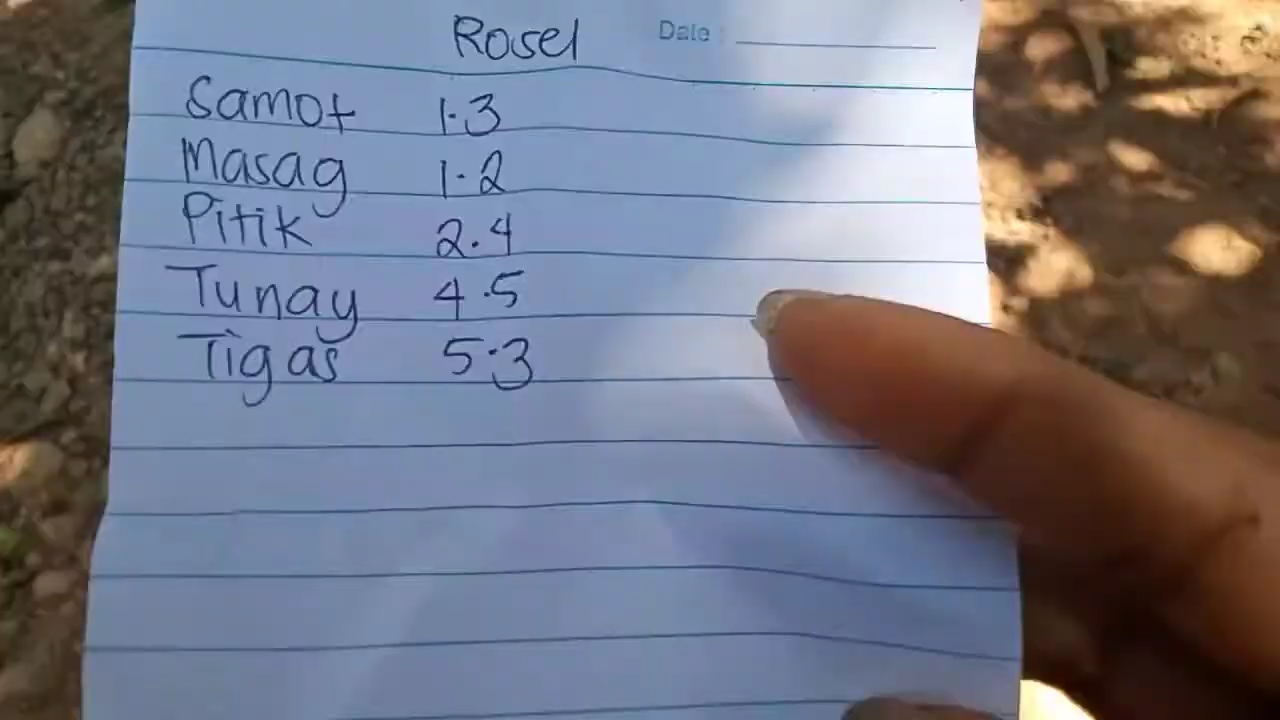 Rosel Date :
Samot 1.3
Masag 1.2
Pitik 2.4
Tunay 4.5
Tigas 5.3